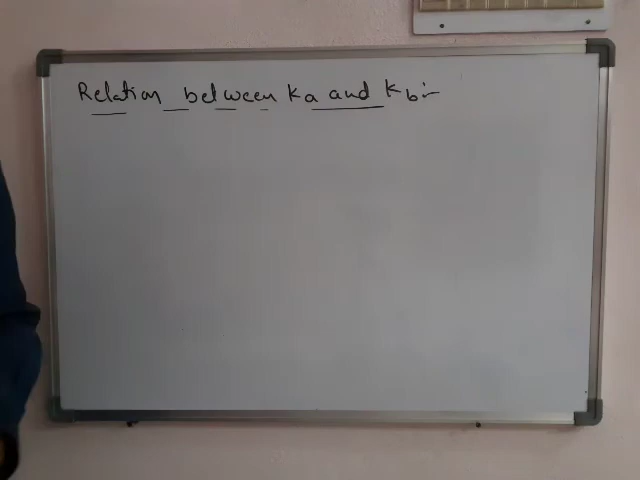 Relation between Ka and Kb:-